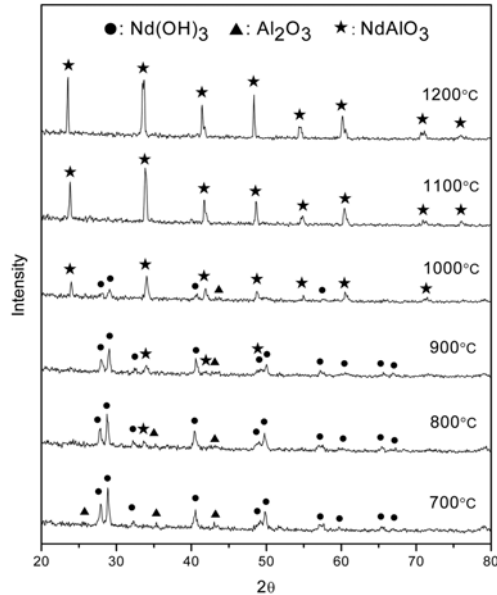 ●: Nd(OH)₃ ▲: Al₂O₃ ★: NdAlO₃
1200°C
1100°C
1000°C
900°C
800°C
700°C
Intensity
20 30 40 50 60 70 80
2θ